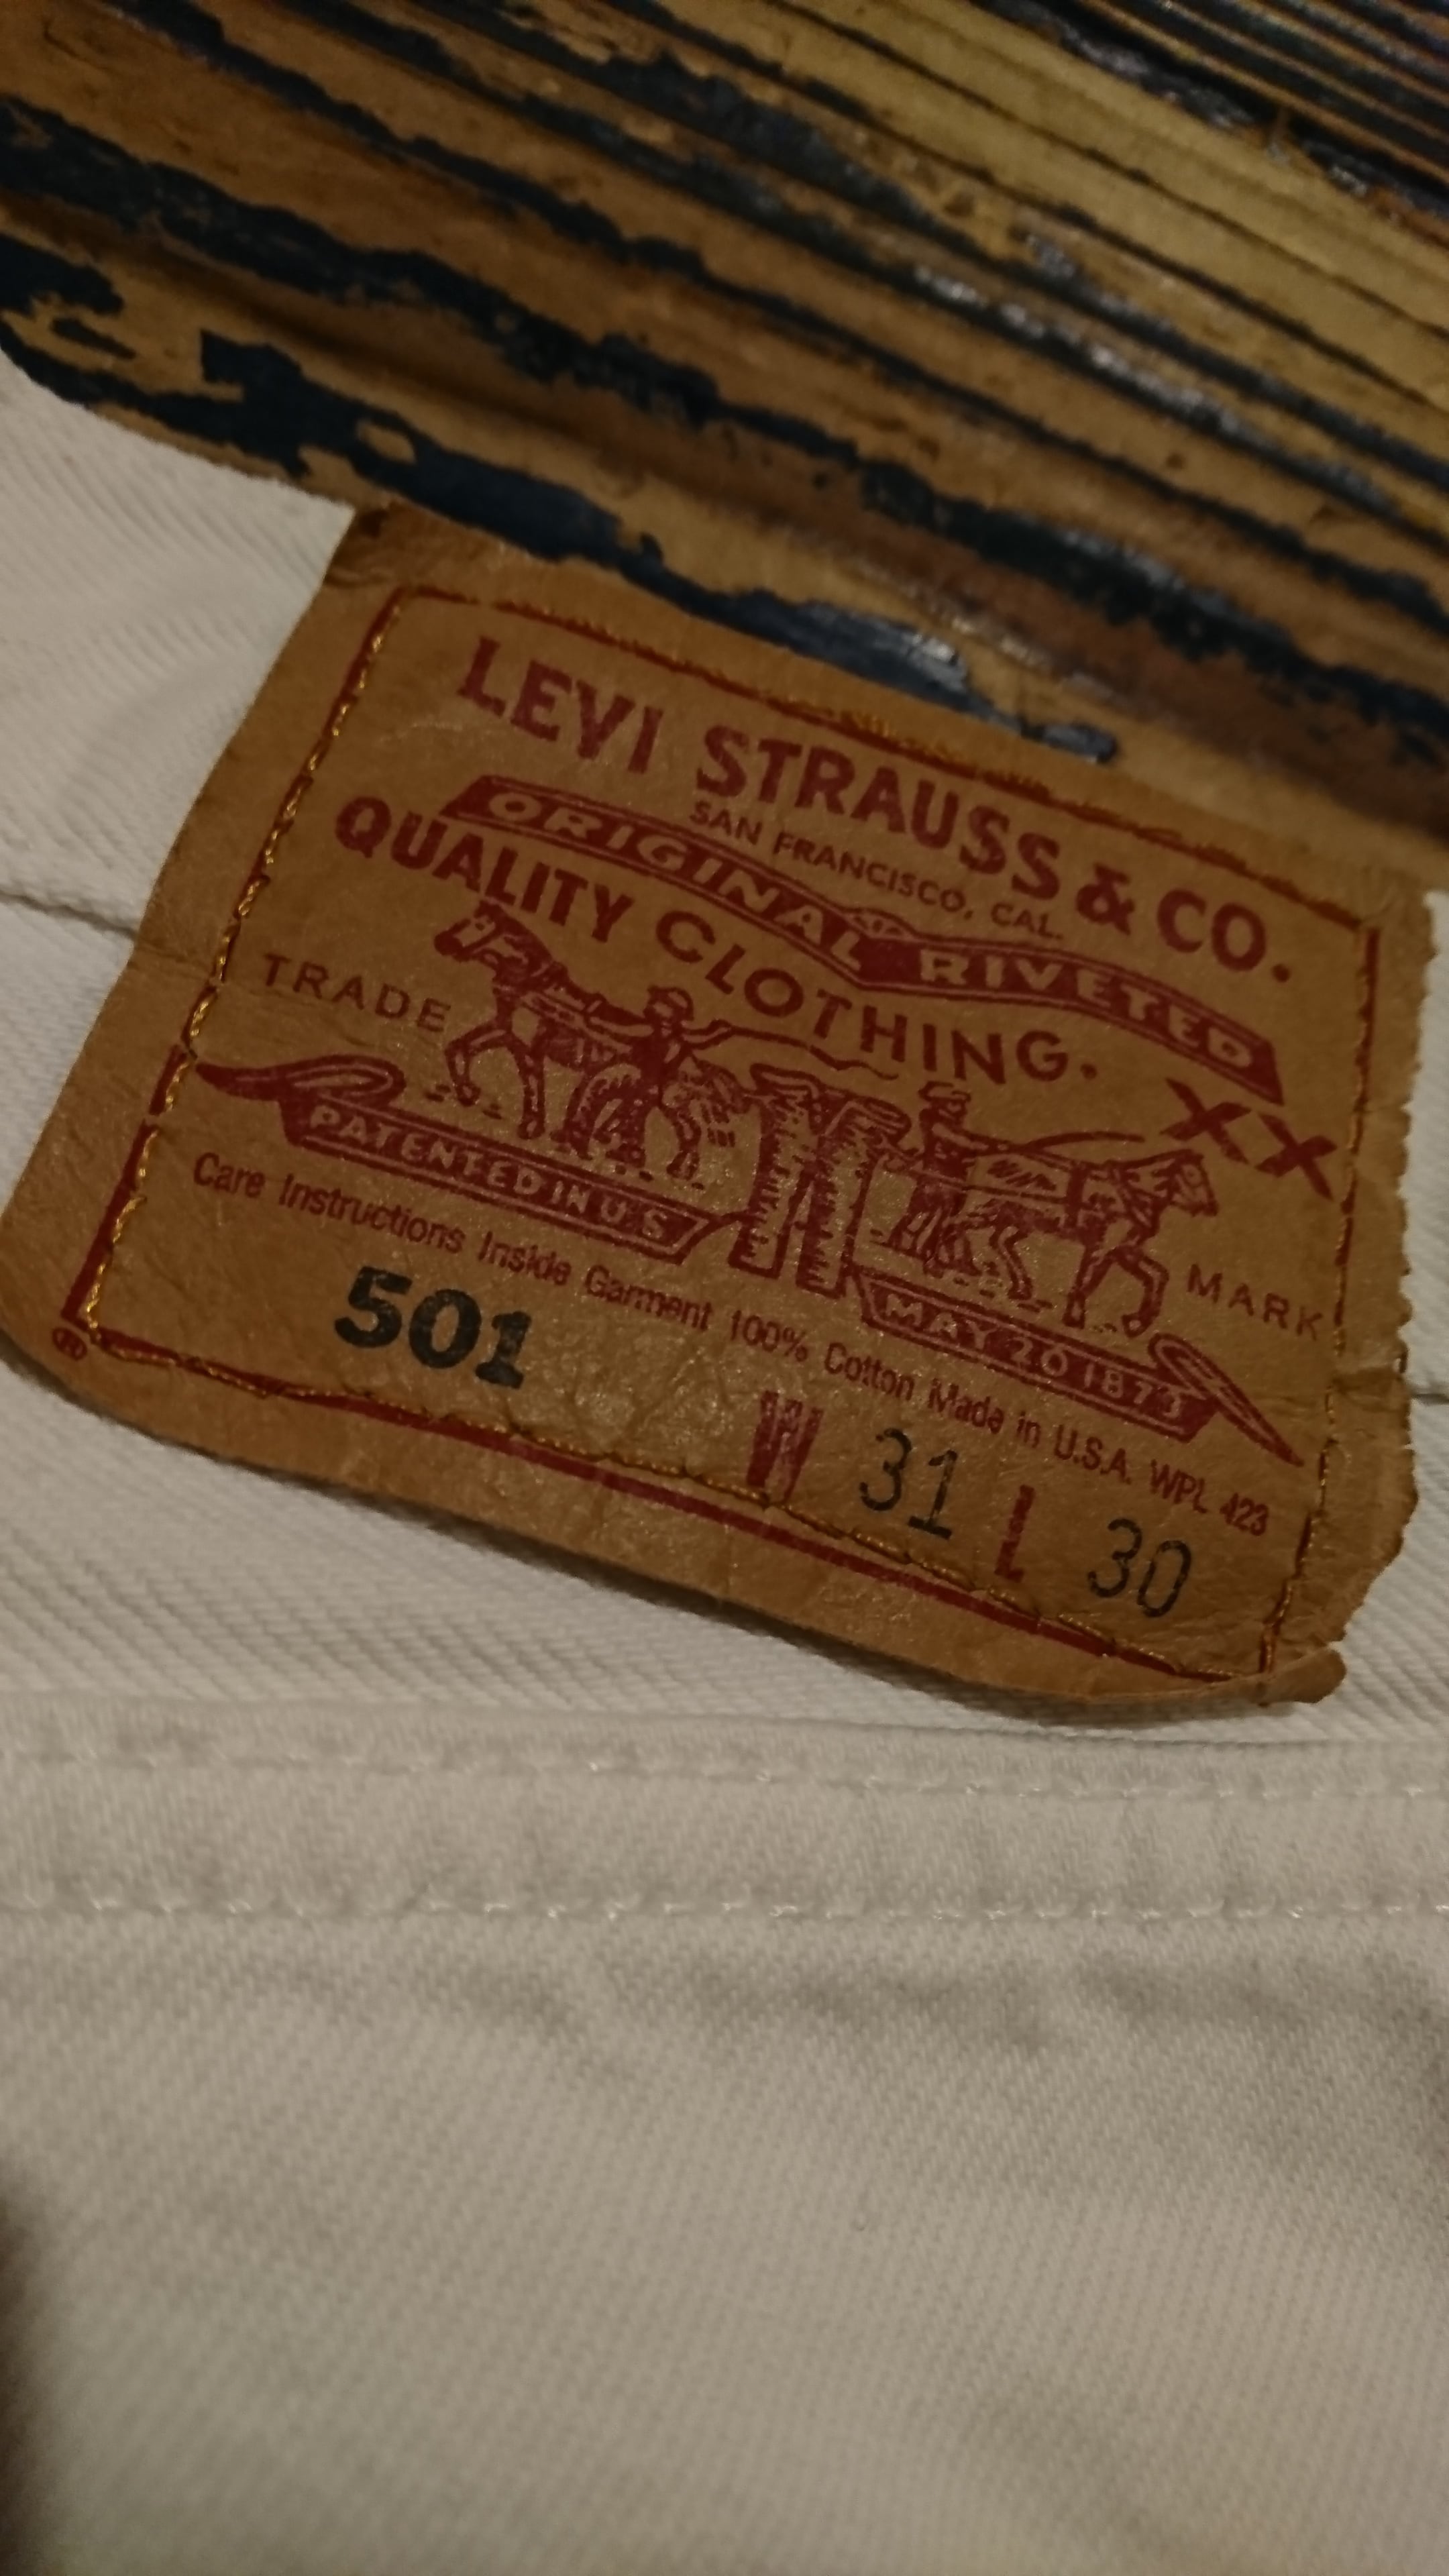 LEVI STRAUSS & CO.
SAN FRANCISCO, CAL.
ORIGINAL RIVETED
QUALITY CLOTHING.
XX
TRADE
MARK
PATENTED IN U S
MAY 20 1873
Care Instructions Inside Garment 100% Cotton Made in U.S.A. WPL 423
501
W 31 L 30
®